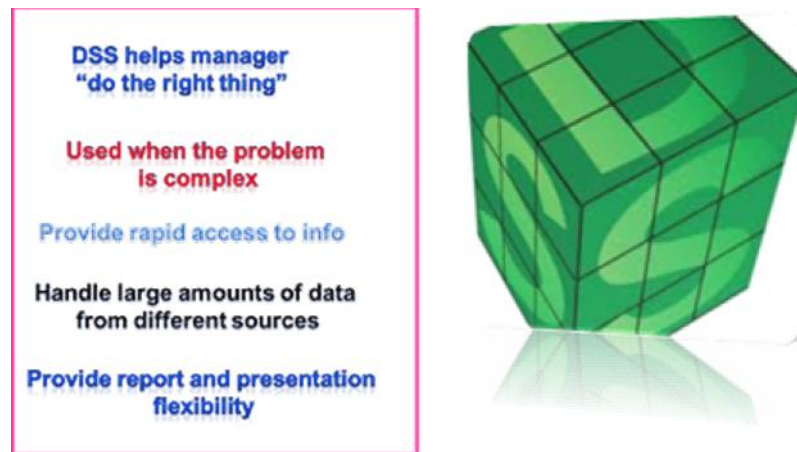 DSS helps manager
“do the right thing”
Used when the problem
is complex
Provide rapid access to info
Handle large amounts of data
from different sources
Provide report and presentation
flexibility
D
S
S